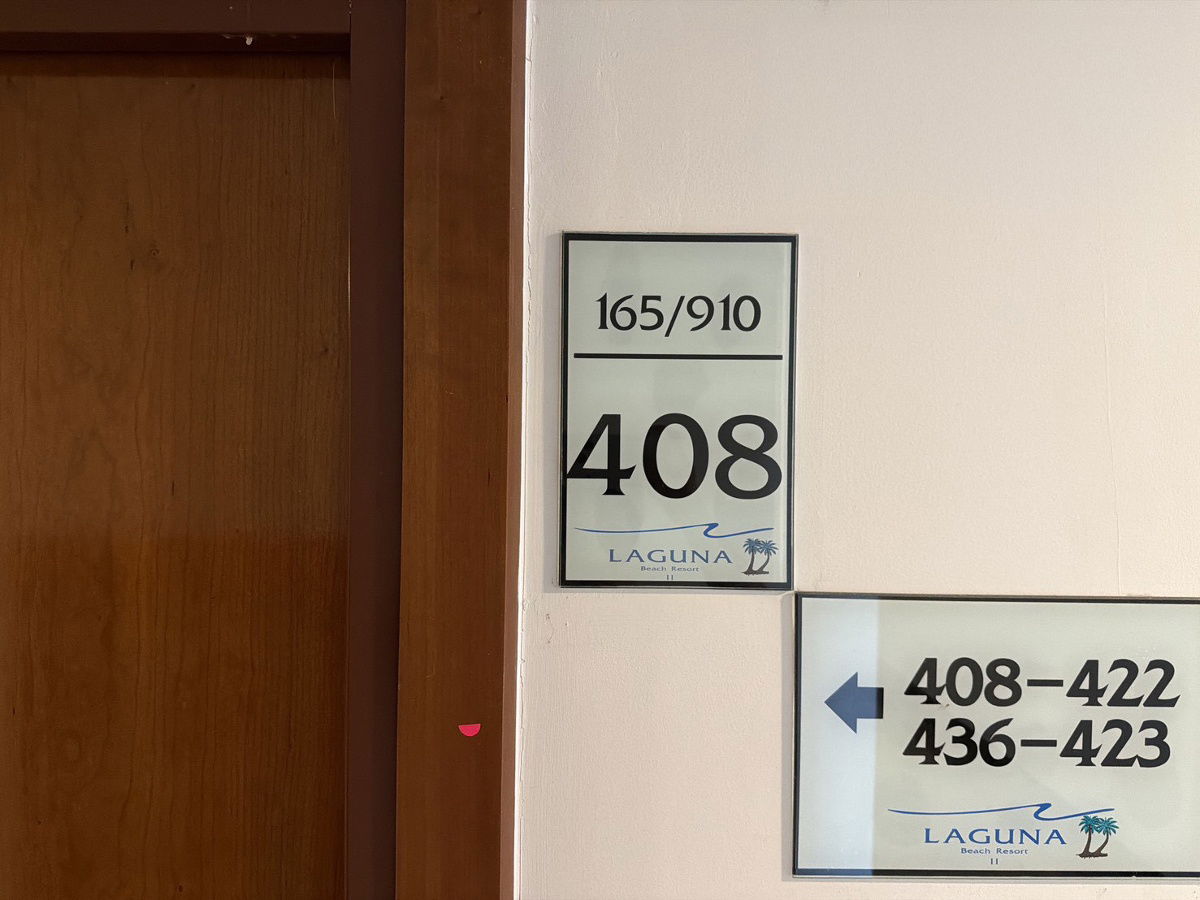 165/910
408
LAGUNA
Beach Resort
II
408-422
436-423
LAGUNA
Beach Resort
II